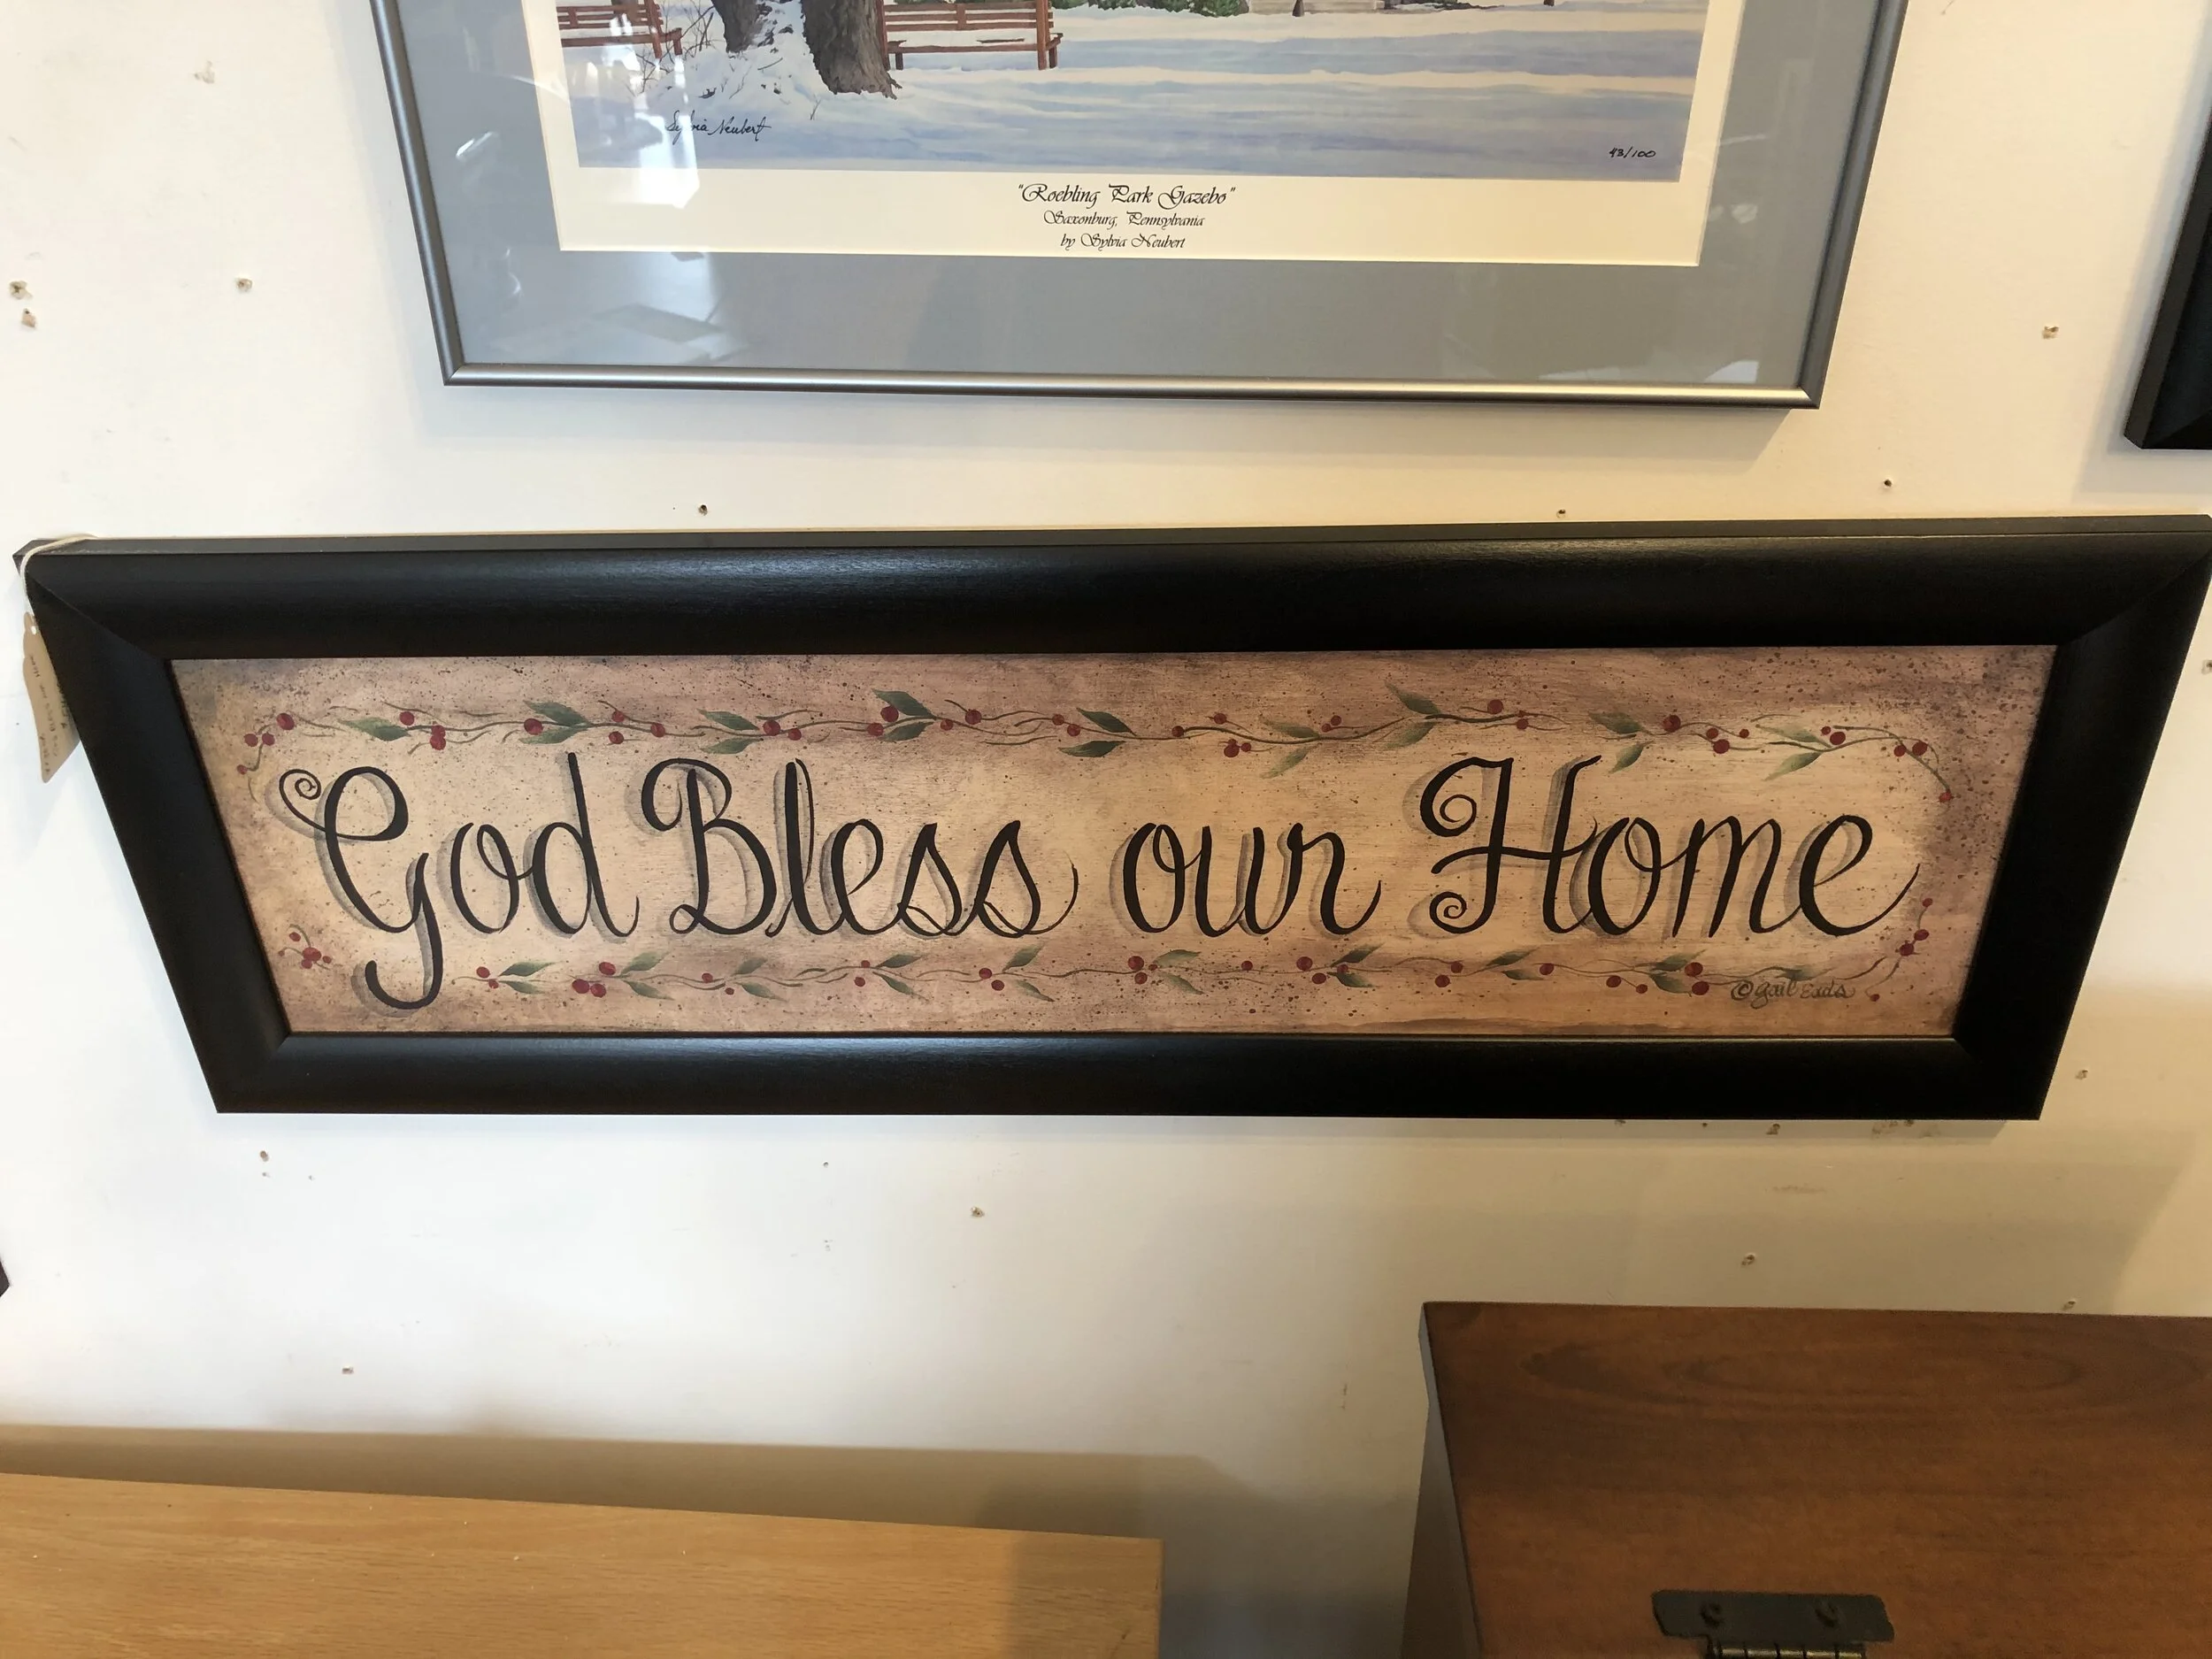 Sylvia Neubert
43/100
"Roebling Park Gazebo"
Saxonburg, Pennsylvania
by Sylvia Neubert
God Bless our Home
©gail Eads